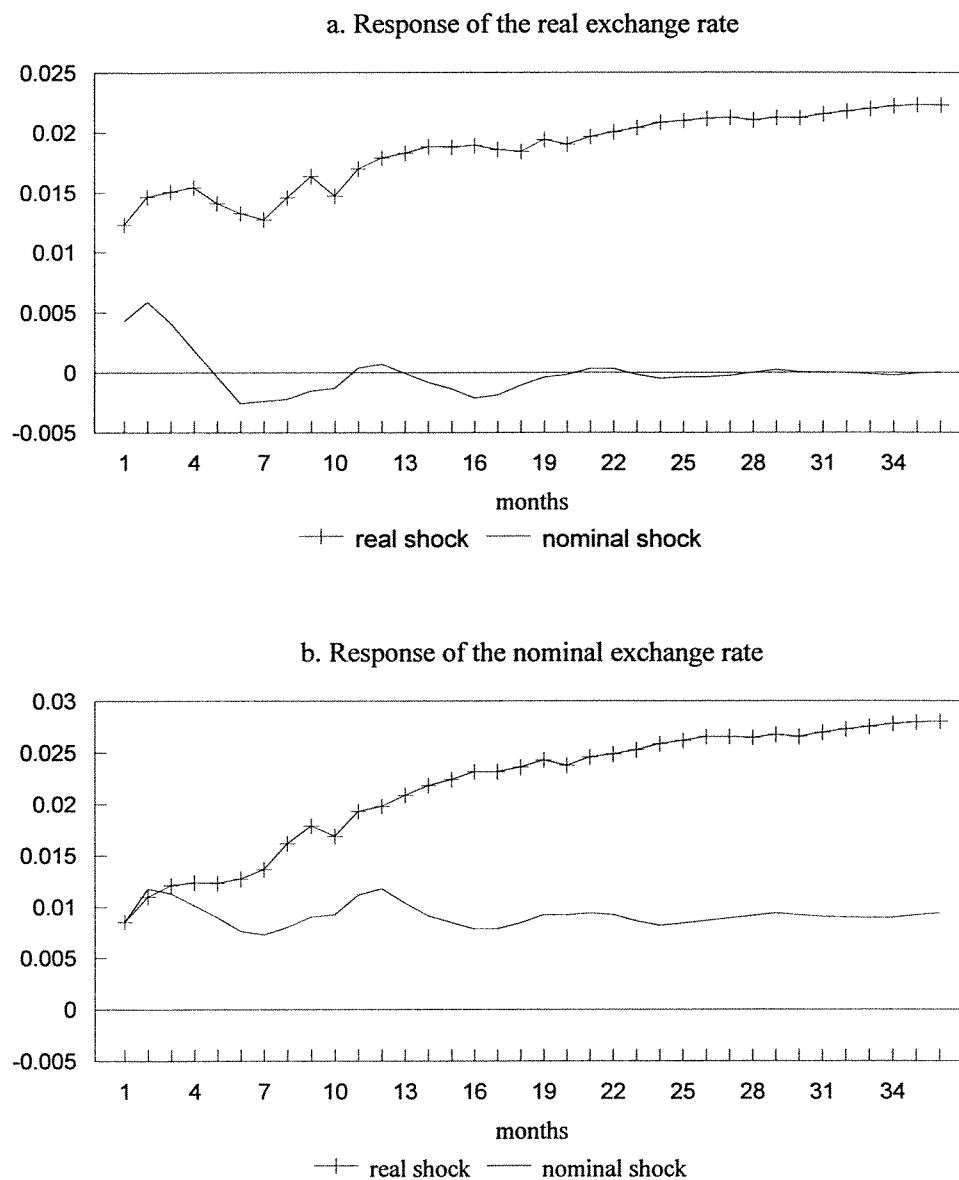 a. Response of the real exchange rate
0.025
0.02
0.015
0.01
0.005
0
-0.005
1 4 7 10 13 16 19 22 25 28 31 34
months
real shock nominal shock
b. Response of the nominal exchange rate
0.03
0.025
0.02
0.015
0.01
0.005
0
-0.005
1 4 7 10 13 16 19 22 25 28 31 34
months
real shock nominal shock